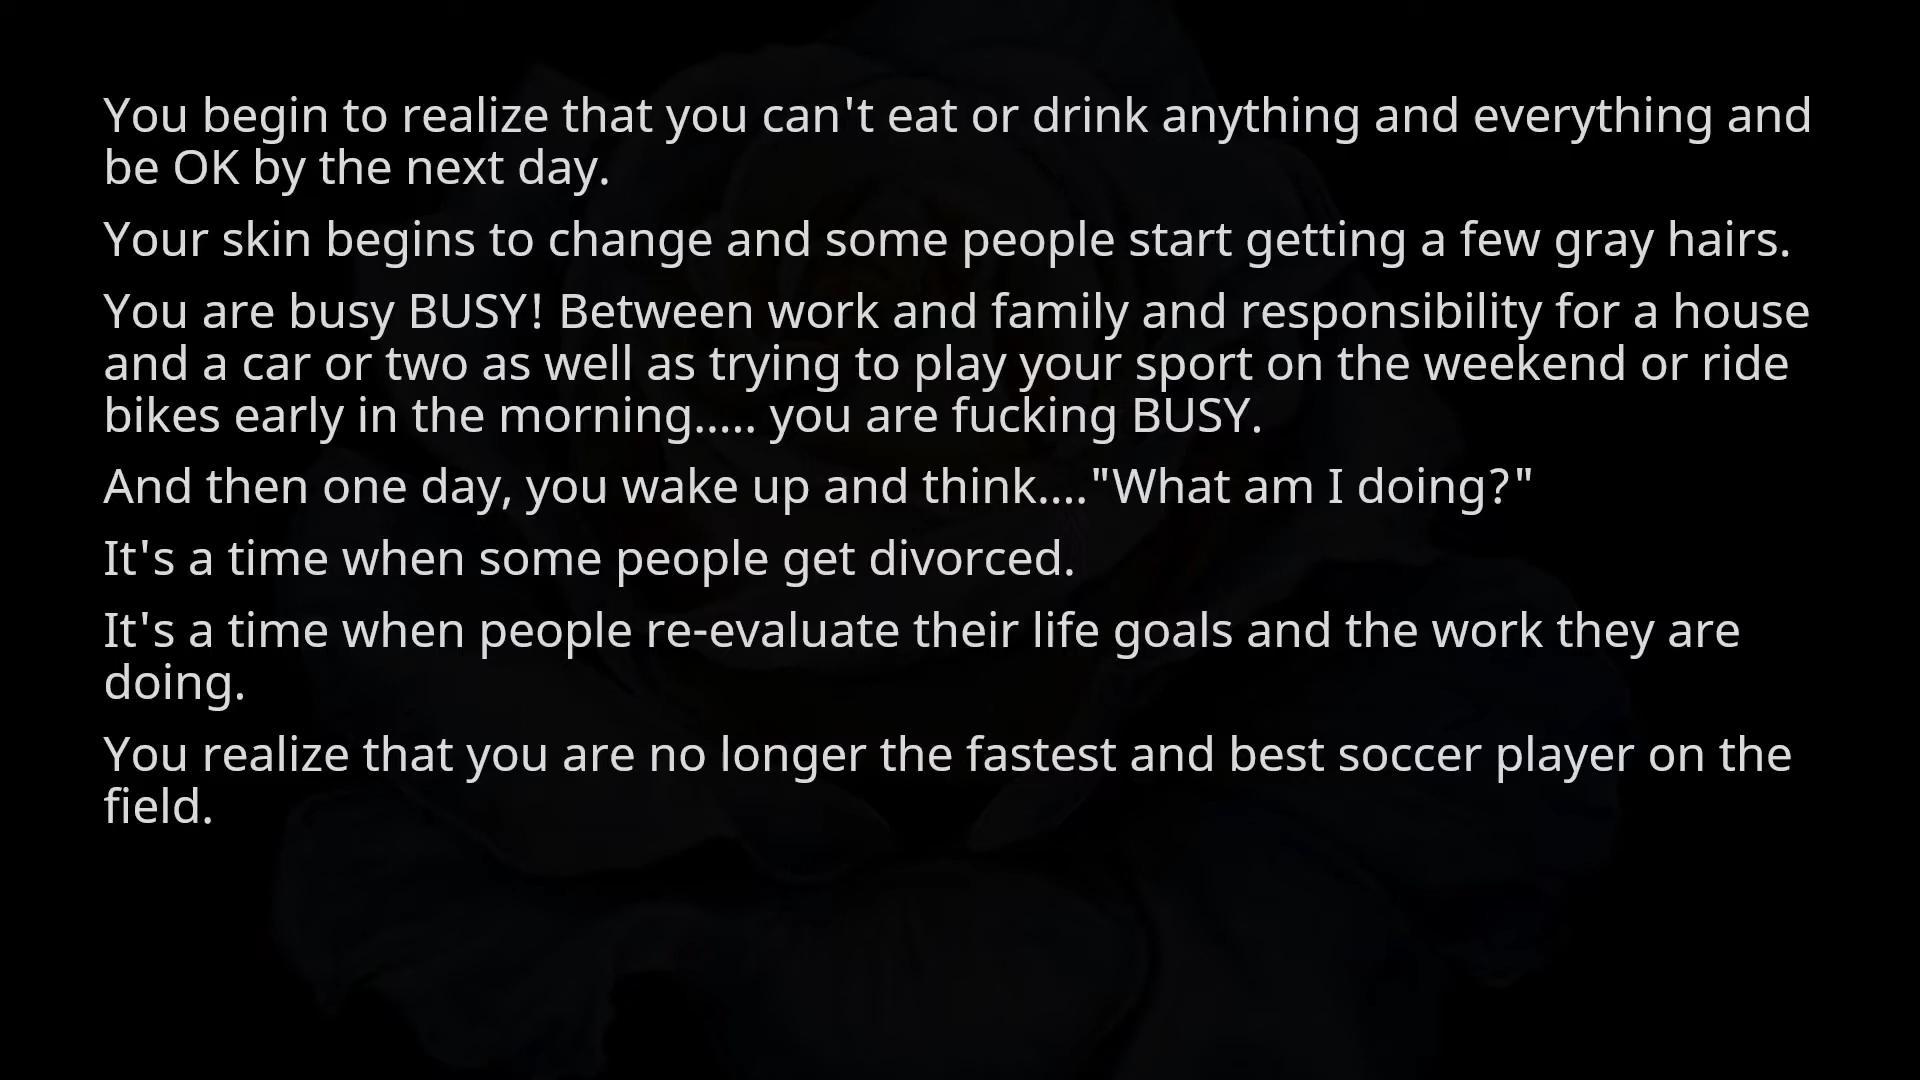 You begin to realize that you can't eat or drink anything and everything and
be OK by the next day.
Your skin begins to change and some people start getting a few gray hairs.
You are busy BUSY! Between work and family and responsibility for a house
and a car or two as well as trying to play your sport on the weekend or ride
bikes early in the morning..... you are fucking BUSY.
And then one day, you wake up and think...."What am I doing?"
It's a time when some people get divorced.
It's a time when people re-evaluate their life goals and the work they are
doing.
You realize that you are no longer the fastest and best soccer player on the
field.